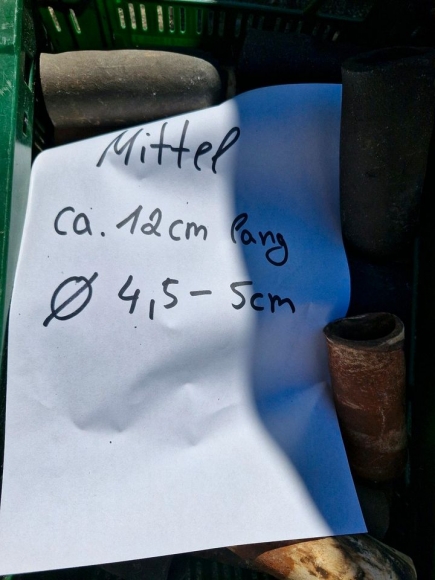 Mittel
ca. 12cm lang
Ø 4,5 - 5cm